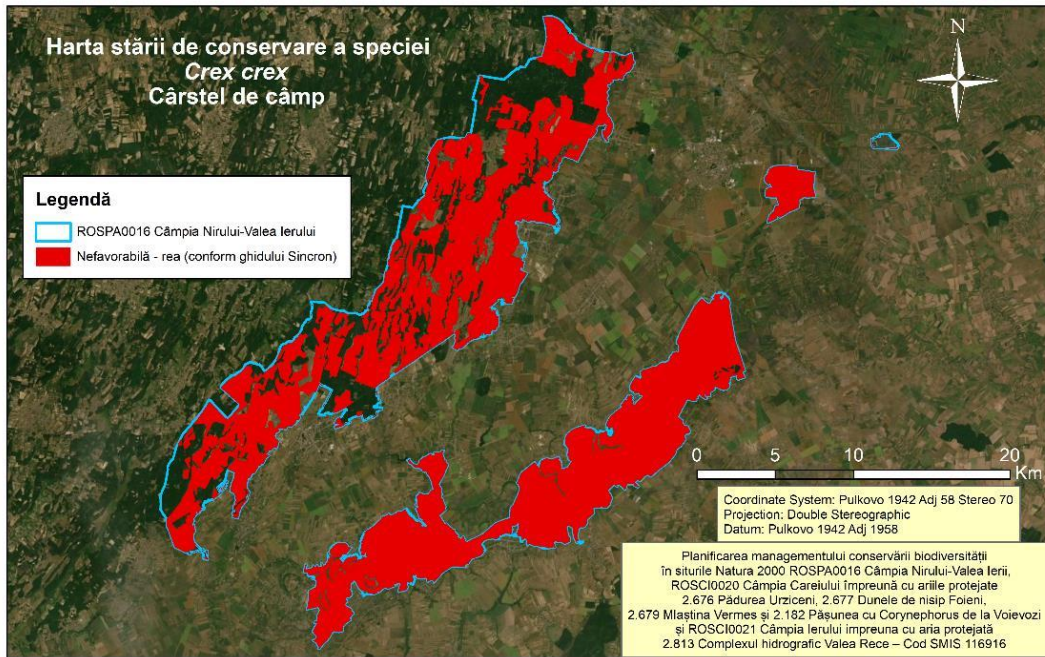 Harta stării de conservare a speciei
Crex crex
Cârstel de câmp
N
Legendă
ROSPA0016 Câmpia Nirului-Valea Ierului
Nefavorabilă - rea (conform ghidului Sincron)
0 5 10 20
Km
Coordinate System: Pulkovo 1942 Adj 58 Stereo 70
Projection: Double Stereographic
Datum: Pulkovo 1942 Adj 1958
Planificarea managementului conservării biodiversității
în siturile Natura 2000 ROSPA0016 Câmpia Nirului-Valea Ierii,
ROSCI0020 Câmpia Careiului împreună cu ariile protejate
2.676 Pădurea Urziceni, 2.677 Dunele de nisip Foieni,
2.679 Mlaștina Vermes și 2.182 Pășunea cu Corynephorus de la Voievozi
și ROSCI0021 Câmpia Ierului impreuna cu aria protejată
2.813 Complexul hidrografic Valea Rece – Cod SMIS 116916